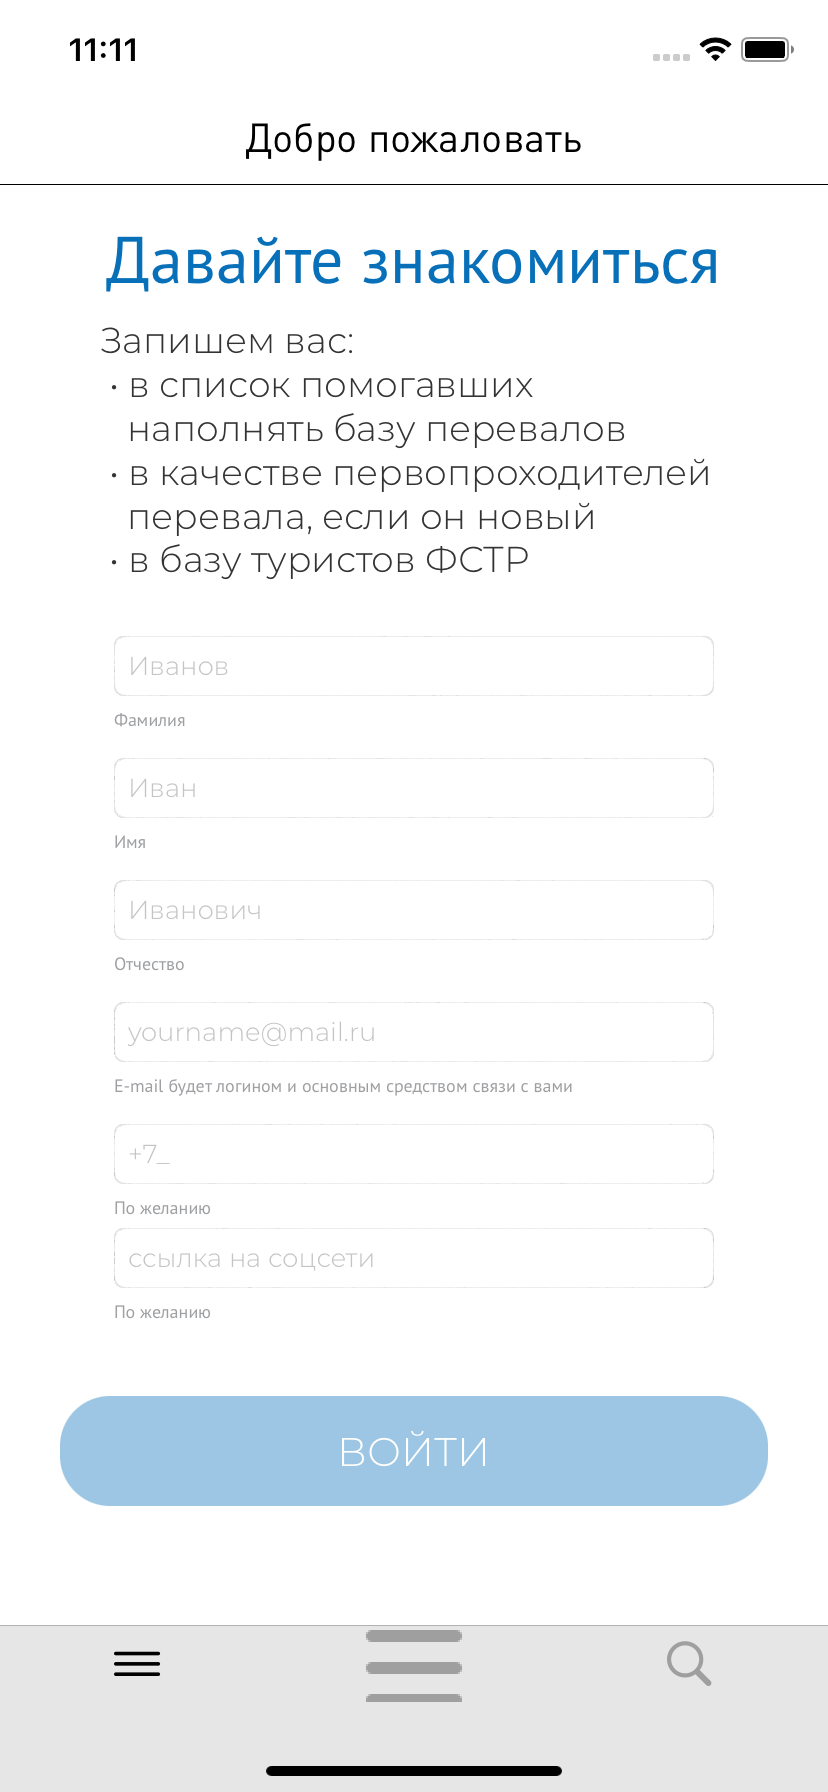 11:11
Добро пожаловать
Давайте знакомиться
Запишем вас:
· в список помогавших
наполнять базу перевалов
· в качестве первопроходителей
перевала, если он новый
· в базу туристов ФСТР
Иванов
Фамилия
Иван
Имя
Иванович
Отчество
yourname@mail.ru
E-mail будет логином и основным средством связи с вами
+7_
По желанию
ссылка на соцсети
По желанию
ВОЙТИ